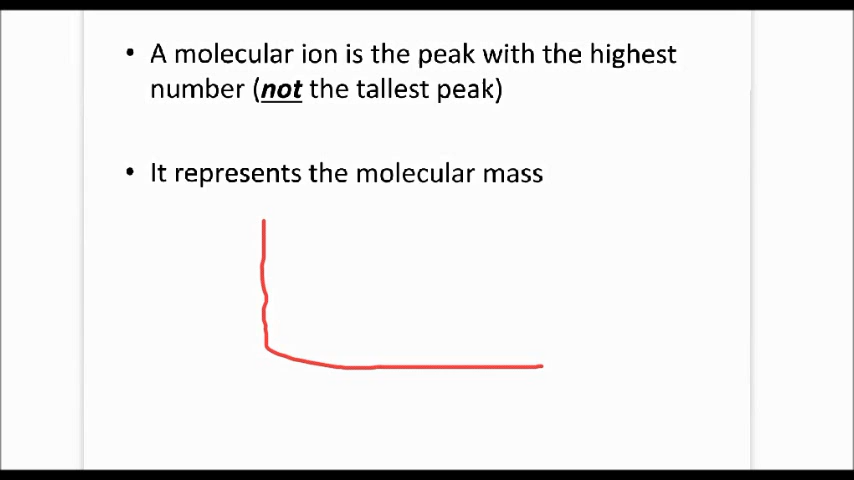 • A molecular ion is the peak with the highest
number (not the tallest peak)
• It represents the molecular mass